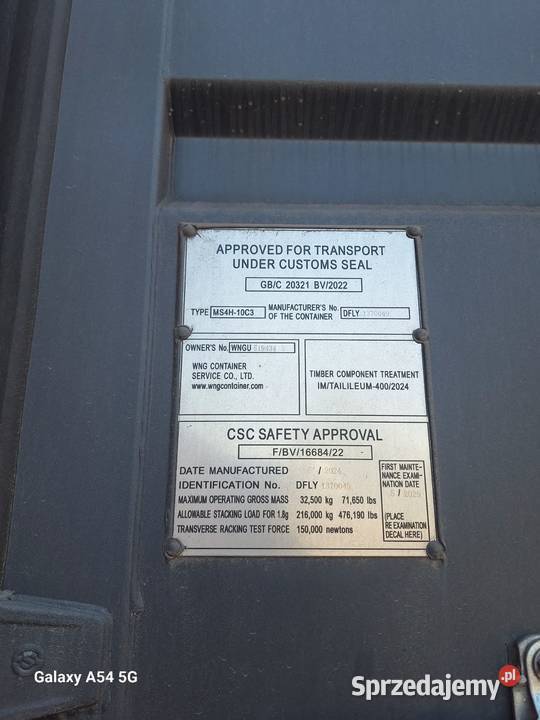 APPROVED FOR TRANSPORT
UNDER CUSTOMS SEAL
GB/C 20321 BV/2022
TYPE MS4H-10C3 MANUFACTURER'S No. OF THE CONTAINER DFLY
OWNER'S No. WNGU
WNG CONTAINER
SERVICE CO., LTD.
www.wngcontainer.com
TIMBER COMPONENT TREATMENT
IM/TAILILEUM-400/2024
CSC SAFETY APPROVAL
F/BV/16684/22
DATE MANUFACTURED / 2024
IDENTIFICATION No. DFLY
MAXIMUM OPERATING GROSS MASS 32,500 kg 71,650 lbs
ALLOWABLE STACKING LOAD FOR 1.8g 216,000 kg 476,190 lbs
TRANSVERSE RACKING TEST FORCE 150,000 newtons
FIRST MAINTE-
NANCE EXAMI-
NATION DATE
/ 2029
(PLACE
RE EXAMINATION
DECAL HERE)
Galaxy A54 5G
Sprzedajemy.pl